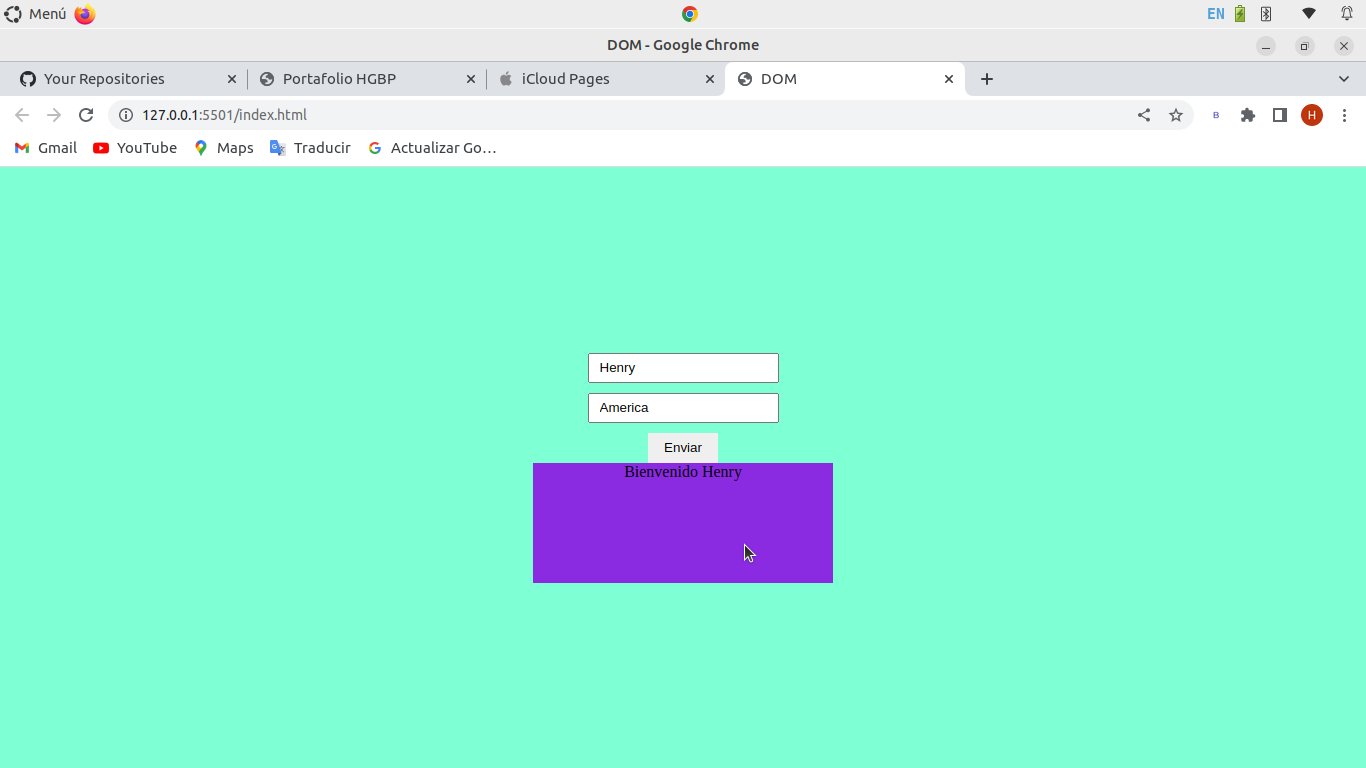 Menú
EN
DOM - Google Chrome
Your Repositories
Portafolio HGBP
iCloud Pages
DOM
127.0.0.1:5501/index.html
B
H
Gmail
YouTube
Maps
Traducir
Actualizar Go…
Henry
America
Enviar
Bienvenido Henry